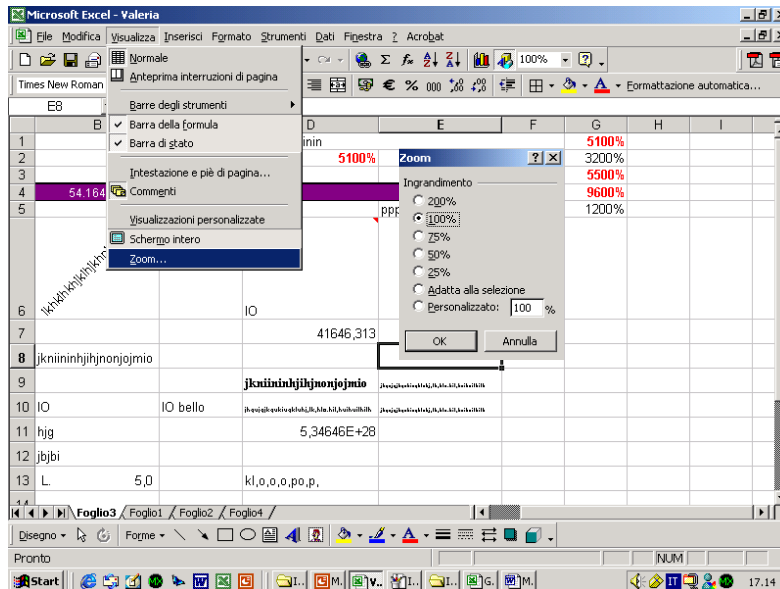 Microsoft Excel - Valeria
File Modifica Visualizza Inserisci Formato Strumenti Dati Finestra ? Acrobat
100%
Times New Roman
€ % 000
Formattazione automatica...
E8
Normale
Anteprima interruzioni di pagina
Barre degli strumenti
Barra della formula
Barra di stato
Intestazione e piè di pagina...
Commenti
Visualizzazioni personalizzate
Schermo intero
Zoom...
B D E F G H I
1 inin 5100%
2 5100% 3200%
3 5500%
4 54.164 9600%
5 ppp 1200%
Zoom
Ingrandimento
200%
100%
75%
50%
25%
Adatta alla selezione
Personalizzato: 100 %
OK Annulla
6 IO
7 41646,313
8 jkniininhjihjnonjojmio
9 jkniininhjihjnonjojmio
10 IO IO bello
11 hjg 5,34646E+28
12 jbjbi
13 L. 5,0 kl,o,o,o,po,p,
14
Foglio3 Foglio1 Foglio2 Foglio4
Disegno Forme
Pronto NUM
Start I.. M. V.. I.. I.. G. M. 17.14